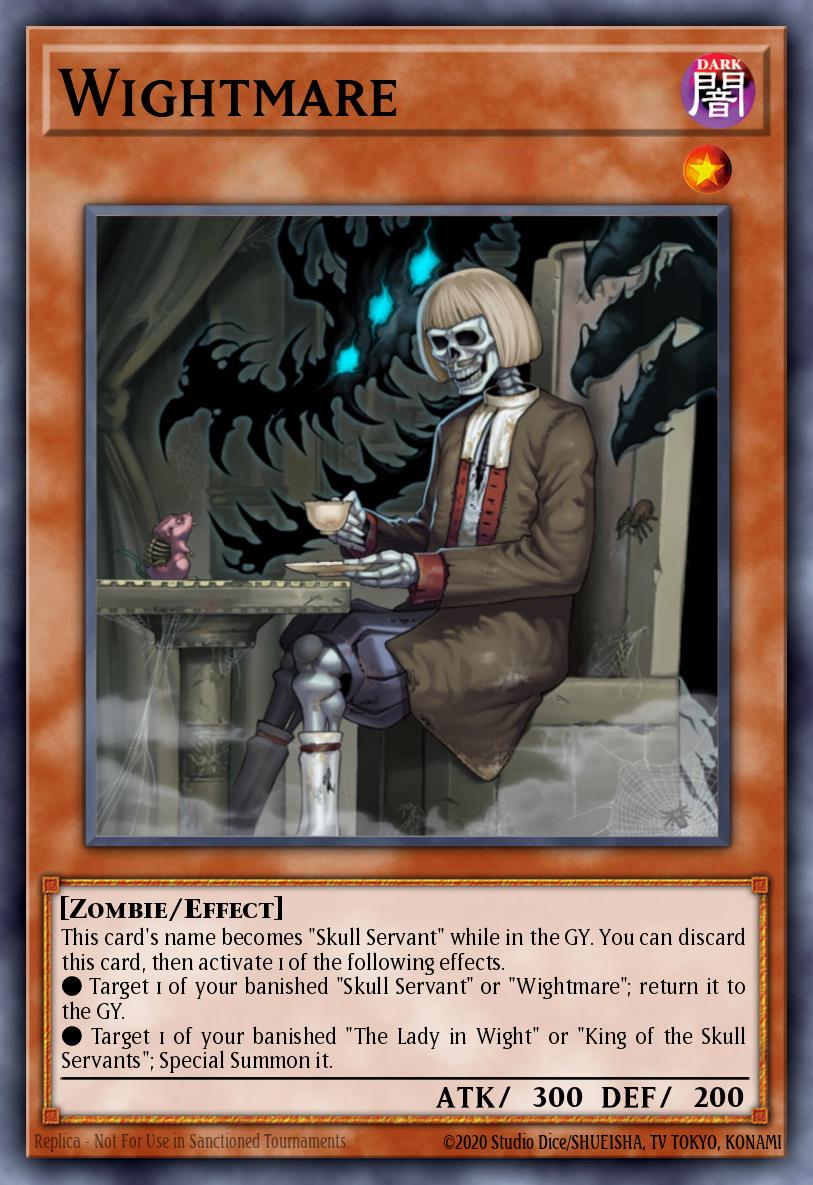 WIGHTMARE
DARK
闇
[ZOMBIE/EFFECT]
This card's name becomes "Skull Servant" while in the GY. You can discard
this card, then activate 1 of the following effects.
● Target 1 of your banished "Skull Servant" or "Wightmare"; return it to
the GY.
● Target 1 of your banished "The Lady in Wight" or "King of the Skull
Servants"; Special Summon it.
ATK/ 300 DEF/ 200
Replica - Not For Use in Sanctioned Tournaments.
©2020 Studio Dice/SHUEISHA, TV TOKYO, KONAMI